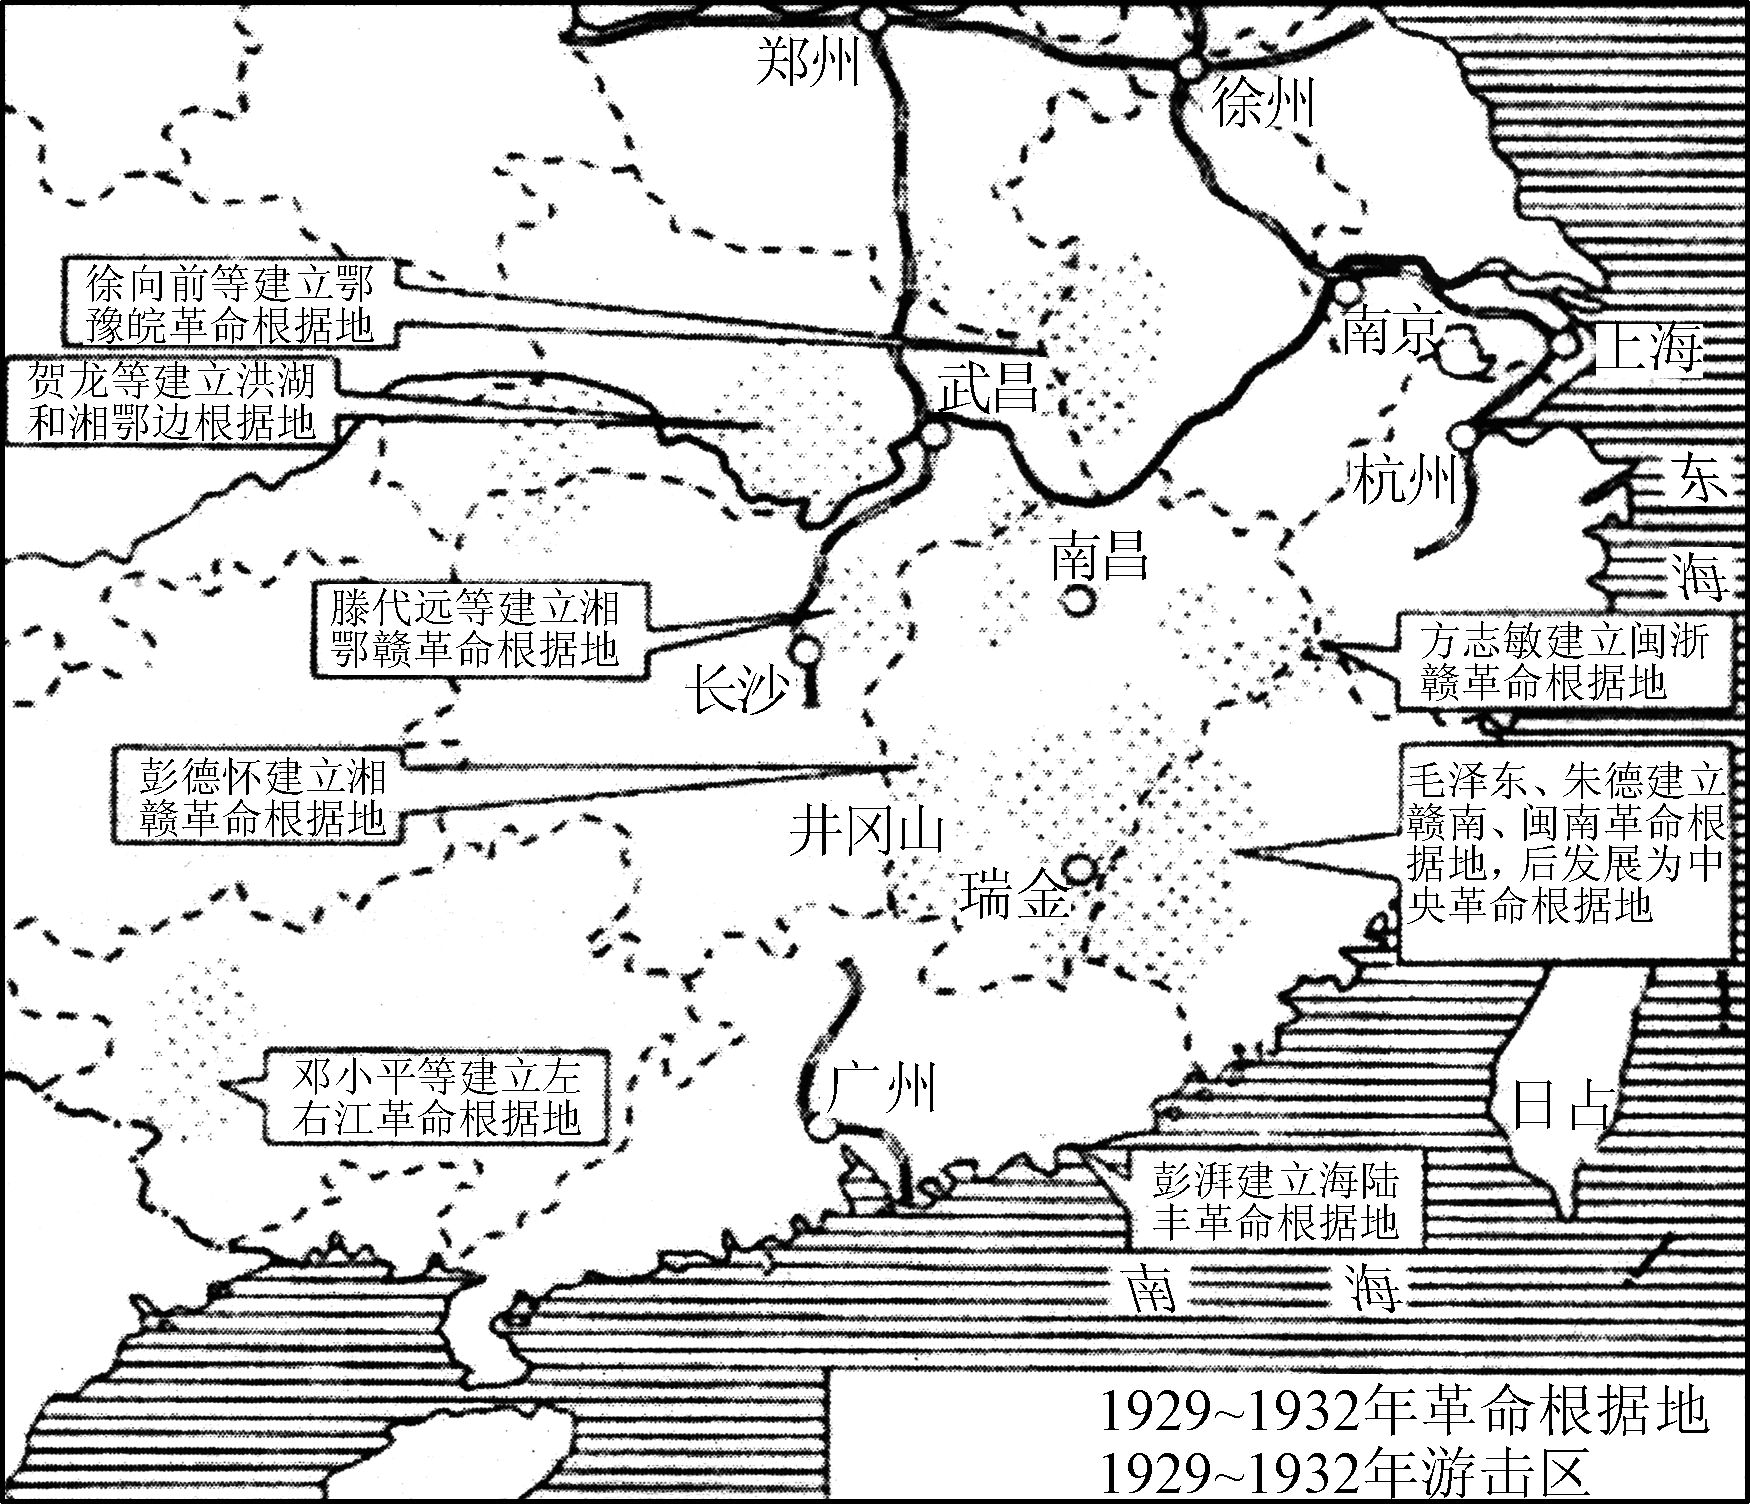 郑州
徐州
徐向前等建立鄂
豫皖革命根据地
南京
上海
贺龙等建立洪湖
和湘鄂边根据地
武昌
杭州
东
海
南昌
滕代远等建立湘
鄂赣革命根据地
长沙
方志敏建立闽浙
赣革命根据地
彭德怀建立湘
赣革命根据地
井冈山
瑞金
毛泽东、朱德建立
赣南、闽南革命根
据地,后发展为中
央革命根据地
邓小平等建立左
右江革命根据地
广州
日占
彭湃建立海陆
丰革命根据地
南海
1929~1932年革命根据地
1929~1932年游击区